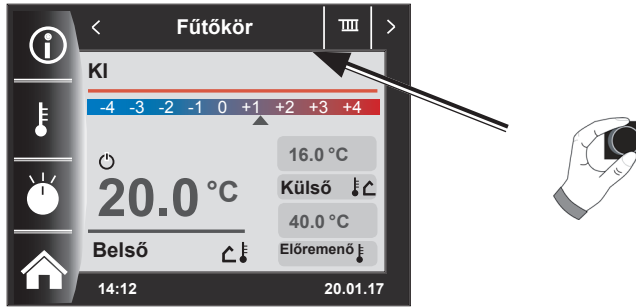 < Fűtőkör >
KI
-4 -3 -2 -1 0 +1 +2 +3 +4
16.0 °C
20.0 °C
Külső
40.0 °C
Belső
Előremenő
14:12 20.01.17